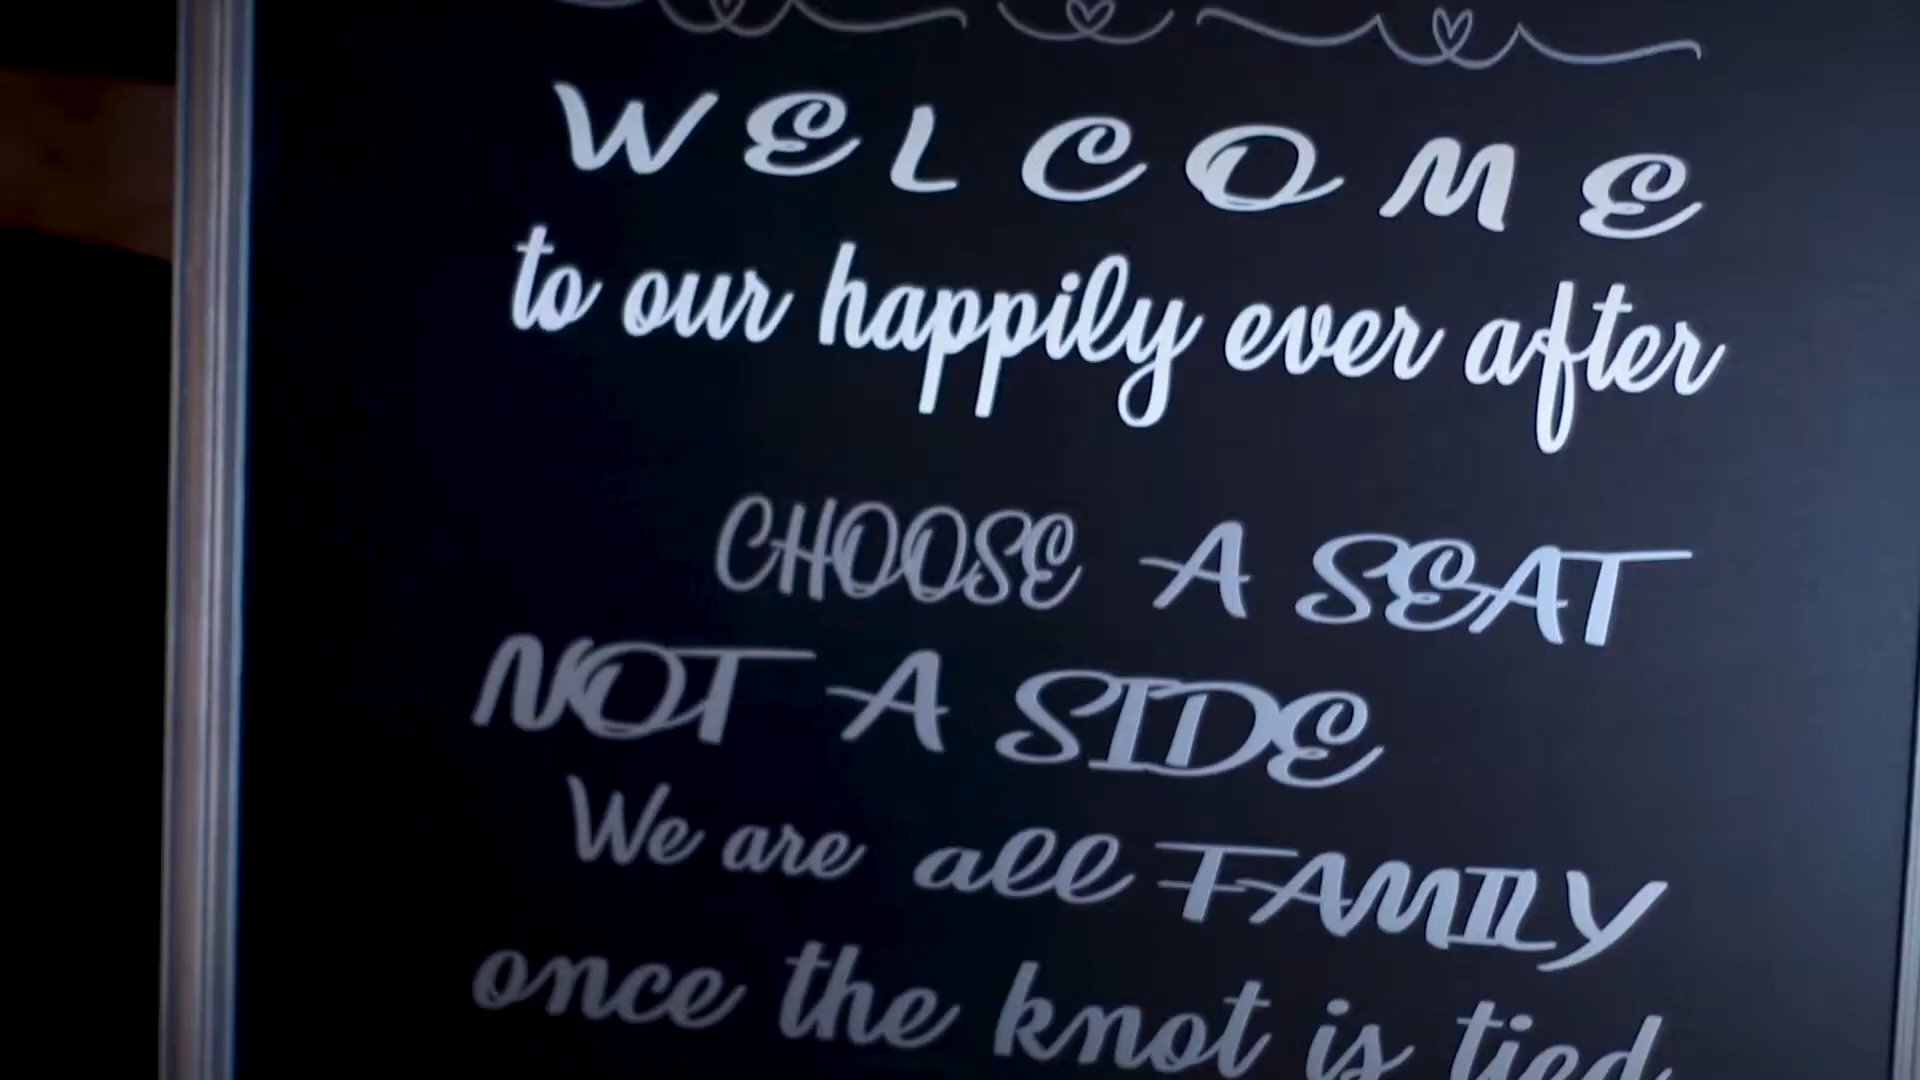 WELCOME
to our happily ever after
CHOOSE A SEAT
NOT A SIDE
We are all FAMILY
once the knot is tied